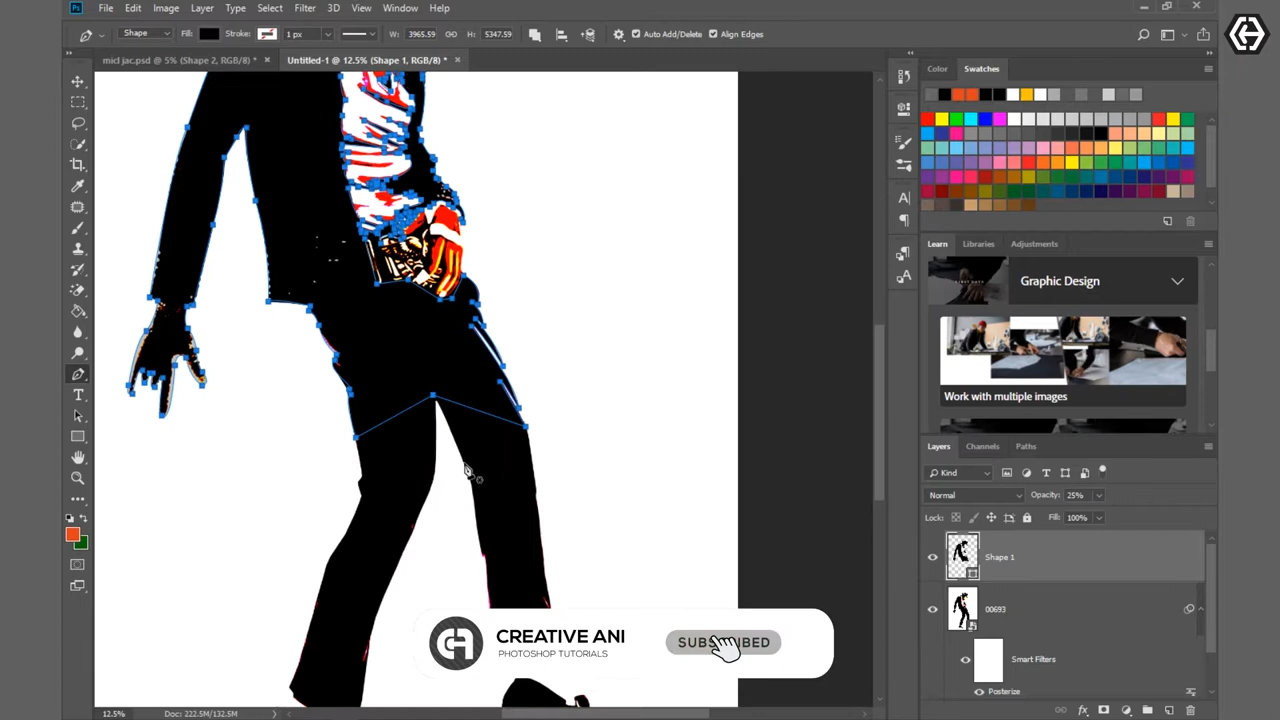 Ps File Edit Image Layer Type Select Filter 3D View Window Help
Shape Fill: Stroke: 1 px W: 3965.59 H: 5347.59 Auto Add/Delete Align Edges
micl jac.psd @ 5% (Shape 2, RGB/8) * × Untitled-1 @ 12.5% (Shape 1, RGB/8) * ×
Color Swatches
Learn Libraries Adjustments
Graphic Design
Work with multiple images
Layers Channels Paths
Kind
Normal Opacity: 25%
Lock: Fill: 100%
Shape 1
00693
Smart Filters
Posterize
CREATIVE ANI
PHOTOSHOP TUTORIALS
12.5% Doc: 222.5M/132.5M